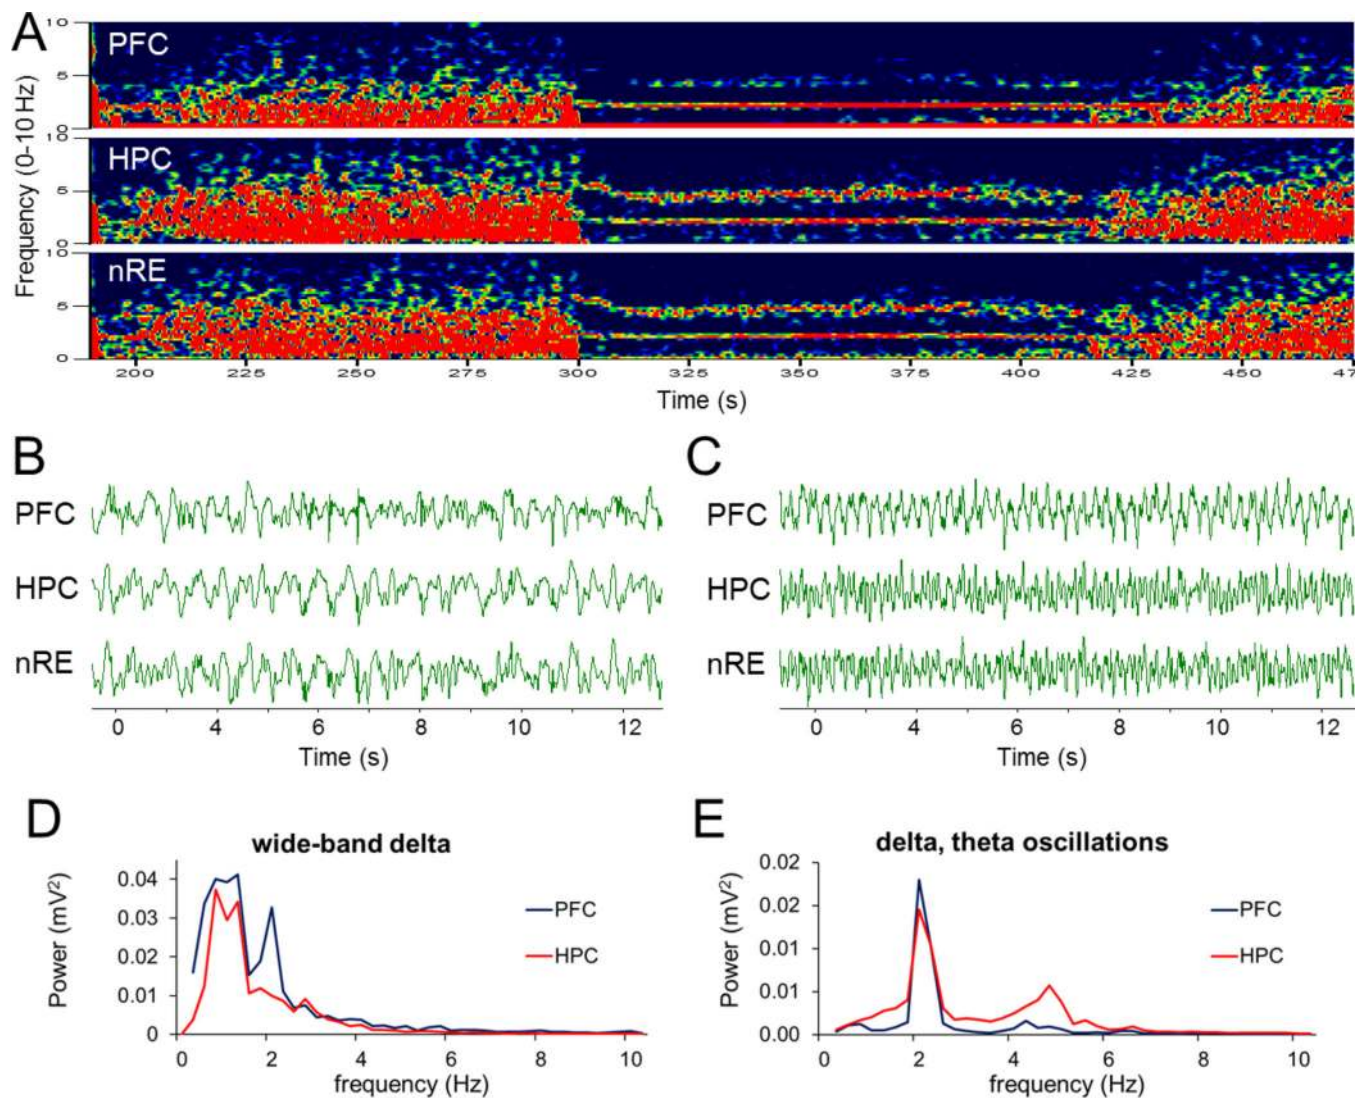 A
PFC
HPC
nRE
Frequency (0-10 Hz)
10
5
0
10
5
0
10
5
0
200 225 250 275 300 325 350 375 400 425 450 47
Time (s)
B
PFC
HPC
nRE
0 4 6 8 10 12
Time (s)
C
PFC
HPC
nRE
0 4 6 8 10 12
Time (s)
D
wide-band delta
Power (mV²)
0.04
0.03
0.02
0.01
0
0 2 4 6 8 10
frequency (Hz)
PFC
HPC
E
delta, theta oscillations
Power (mV²)
0.02
0.02
0.01
0.01
0.00
0 2 4 6 8 10
frequency (Hz)
PFC
HPC